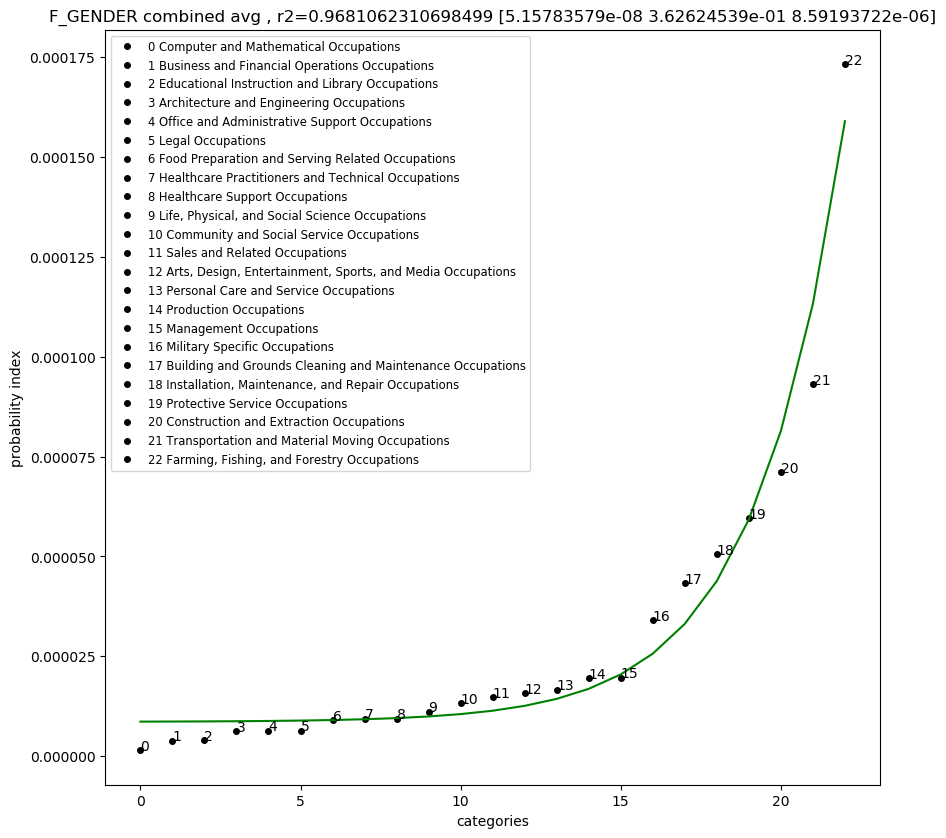 F_GENDER combined avg , r2=0.9681062310698499 [5.15783579e-08 3.62624539e-01 8.59193722e-06]
0 Computer and Mathematical Occupations
1 Business and Financial Operations Occupations
2 Educational Instruction and Library Occupations
3 Architecture and Engineering Occupations
4 Office and Administrative Support Occupations
5 Legal Occupations
6 Food Preparation and Serving Related Occupations
7 Healthcare Practitioners and Technical Occupations
8 Healthcare Support Occupations
9 Life, Physical, and Social Science Occupations
10 Community and Social Service Occupations
11 Sales and Related Occupations
12 Arts, Design, Entertainment, Sports, and Media Occupations
13 Personal Care and Service Occupations
14 Production Occupations
15 Management Occupations
16 Military Specific Occupations
17 Building and Grounds Cleaning and Maintenance Occupations
18 Installation, Maintenance, and Repair Occupations
19 Protective Service Occupations
20 Construction and Extraction Occupations
21 Transportation and Material Moving Occupations
22 Farming, Fishing, and Forestry Occupations
0.000175
0.000150
0.000125
0.000100
0.000075
0.000050
0.000025
0.000000
probability index
0
1
2
3
4
5
6
7
8
9
10
11
12
13
14
15
16
17
18
19
20
21
22
0
5
10
15
20
categories